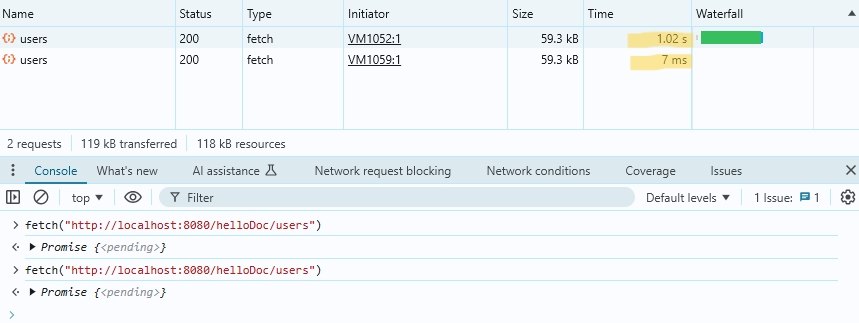 Name Status Type Initiator Size Time Waterfall
users 200 fetch VM1052:1 59.3 kB 1.02 s
users 200 fetch VM1059:1 59.3 kB 7 ms
2 requests 119 kB transferred 118 kB resources
Console What's new AI assistance Network request blocking Network conditions Coverage Issues
top Filter Default levels 1 Issue: 1
fetch("http://localhost:8080/helloDoc/users")
Promise {<pending>}
fetch("http://localhost:8080/helloDoc/users")
Promise {<pending>}